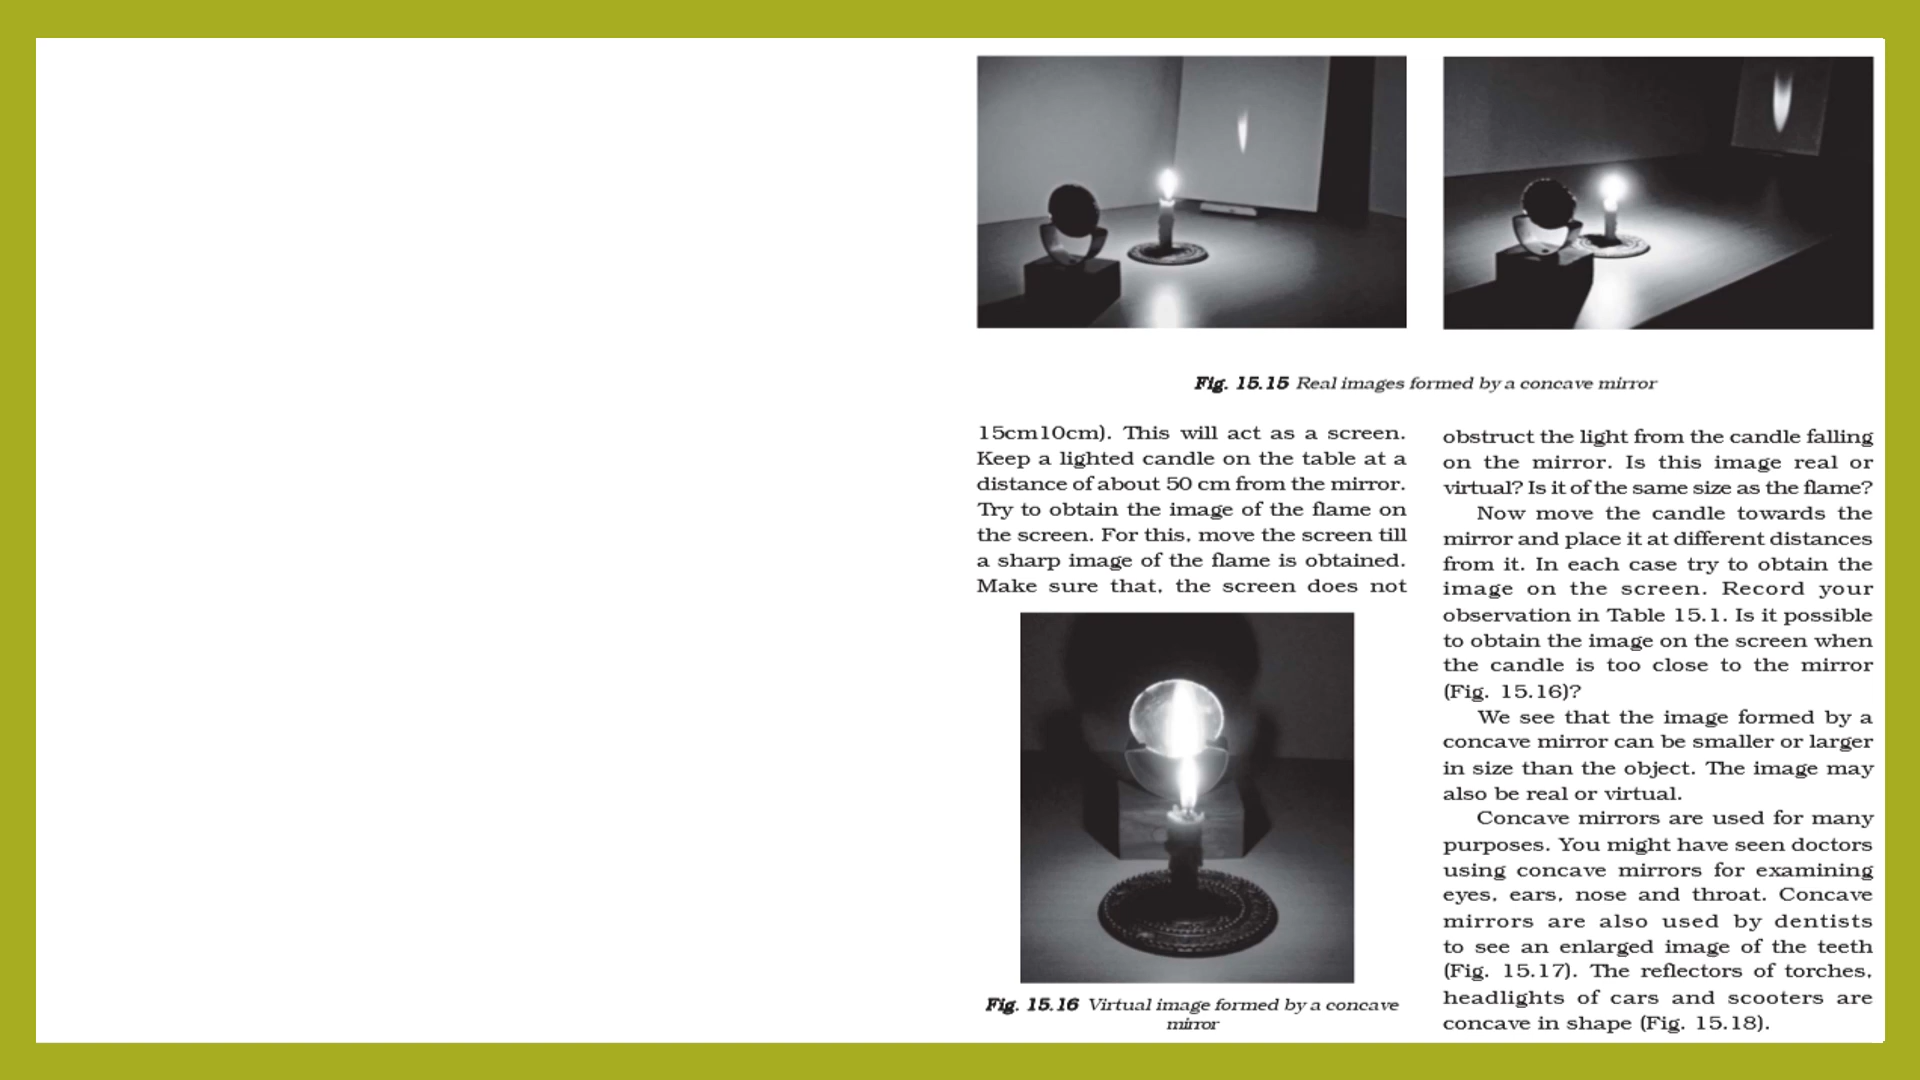 Fig. 15.15 Real images formed by a concave mirror
15cm10cm). This will act as a screen.
Keep a lighted candle on the table at a
distance of about 50 cm from the mirror.
Try to obtain the image of the flame on
the screen. For this, move the screen till
a sharp image of the flame is obtained.
Make sure that, the screen does not
Fig. 15.16 Virtual image formed by a concave
mirror
obstruct the light from the candle falling
on the mirror. Is this image real or
virtual? Is it of the same size as the flame?
Now move the candle towards the
mirror and place it at different distances
from it. In each case try to obtain the
image on the screen. Record your
observation in Table 15.1. Is it possible
to obtain the image on the screen when
the candle is too close to the mirror
(Fig. 15.16)?
We see that the image formed by a
concave mirror can be smaller or larger
in size than the object. The image may
also be real or virtual.
Concave mirrors are used for many
purposes. You might have seen doctors
using concave mirrors for examining
eyes, ears, nose and throat. Concave
mirrors are also used by dentists
to see an enlarged image of the teeth
(Fig. 15.17). The reflectors of torches,
headlights of cars and scooters are
concave in shape (Fig. 15.18).